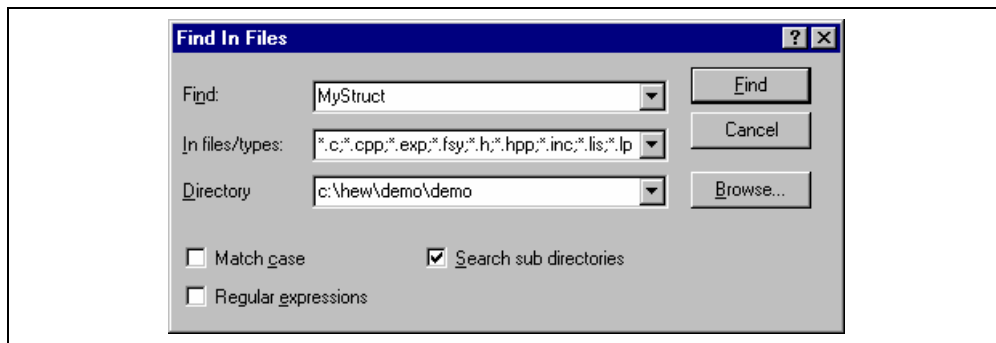 Find In Files
Find:
MyStruct
Find
In files/types:
*.c;*.cpp;*.exp;*.fsy;*.h;*.hpp;*.inc;*.lis;*.lp
Cancel
Directory
c:\hew\demo\demo
Browse...
Match case
Search sub directories
Regular expressions